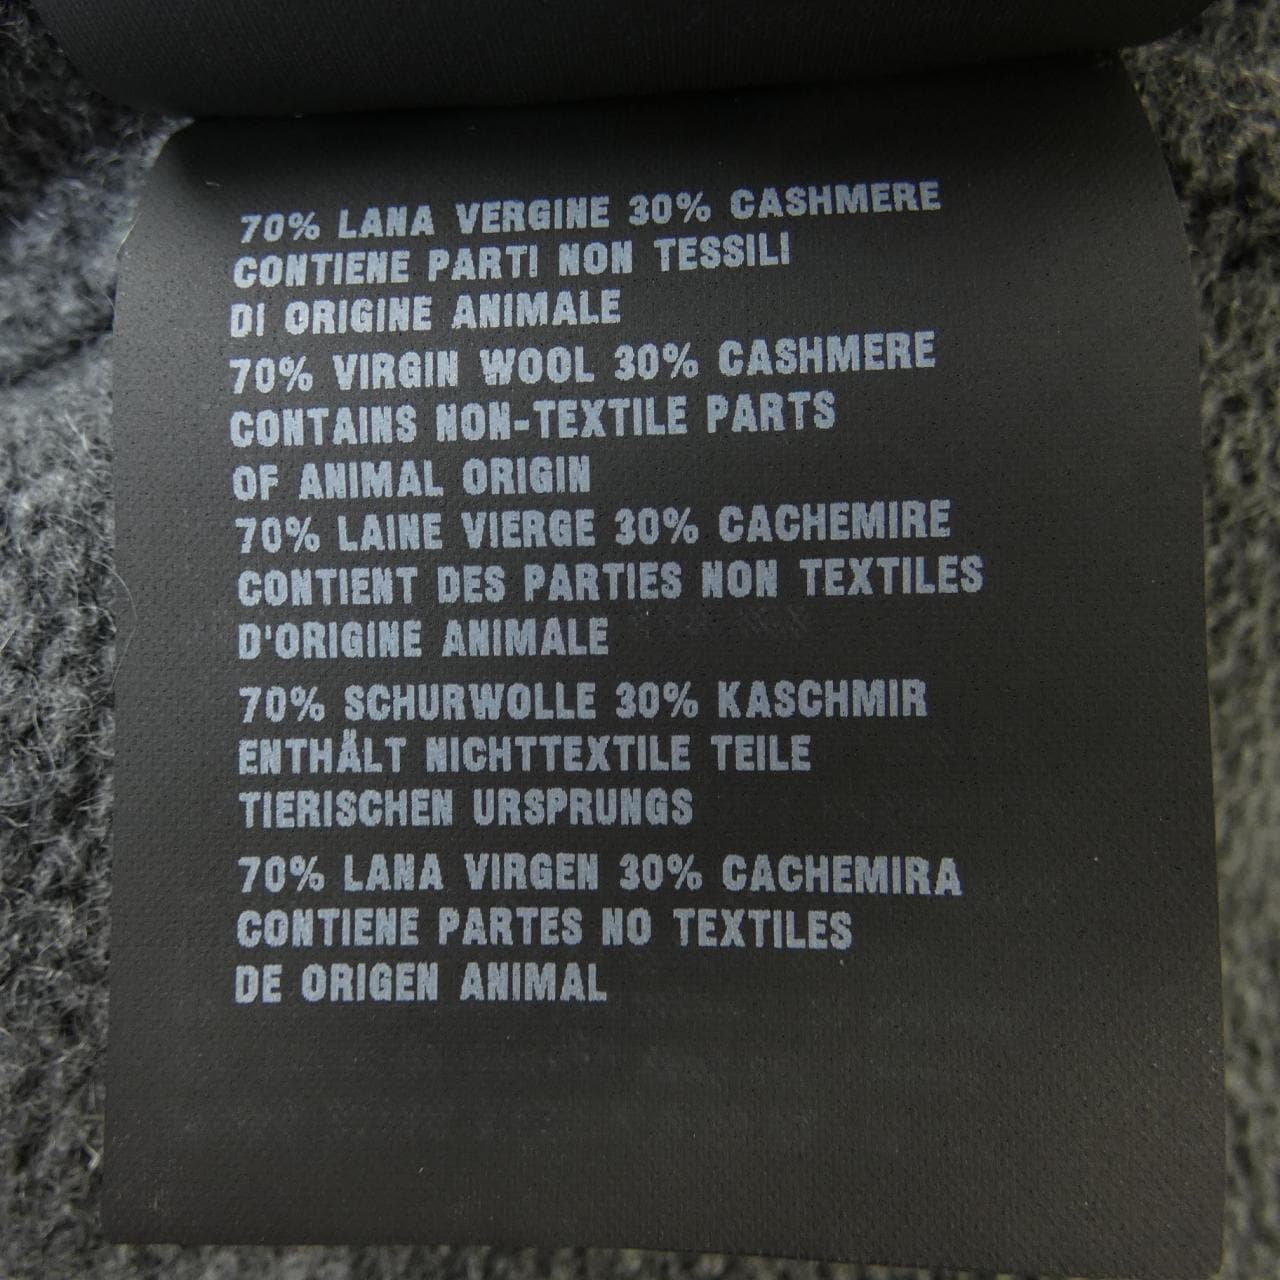 70% LANA VERGINE 30% CASHMERE
CONTIENE PARTI NON TESSILI
DI ORIGINE ANIMALE
70% VIRGIN WOOL 30% CASHMERE
CONTAINS NON-TEXTILE PARTS
OF ANIMAL ORIGIN
70% LAINE VIERGE 30% CACHEMIRE
CONTIENT DES PARTIES NON TEXTILES
D'ORIGINE ANIMALE
70% SCHURWOLLE 30% KASCHMIR
ENTHÄLT NICHTTEXTILE TEILE
TIERISCHEN URSPRUNGS
70% LANA VIRGEN 30% CACHEMIRA
CONTIENE PARTES NO TEXTILES
DE ORIGEN ANIMAL